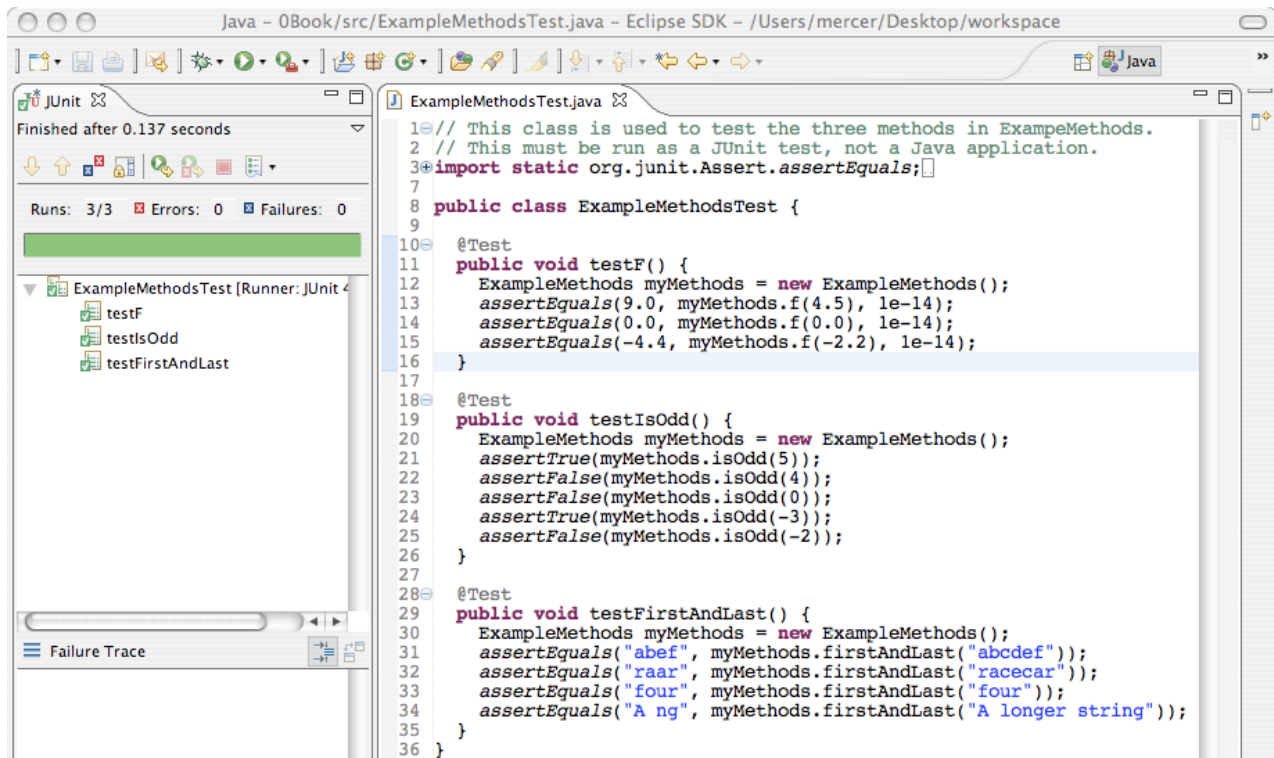 Java – 0Book/src/ExampleMethodsTest.java – Eclipse SDK – /Users/mercer/Desktop/workspace
Java
»
JUnit
Finished after 0.137 seconds
Runs: 3/3 Errors: 0 Failures: 0
ExampleMethodsTest [Runner: JUnit 4
testF
testIsOdd
testFirstAndLast
Failure Trace
ExampleMethodsTest.java
1 // This class is used to test the three methods in ExampeMethods.
2 // This must be run as a JUnit test, not a Java application.
3 import static org.junit.Assert.assertEquals;
7
8 public class ExampleMethodsTest {
9
10 @Test
11 public void testF() {
12 ExampleMethods myMethods = new ExampleMethods();
13 assertEquals(9.0, myMethods.f(4.5), 1e-14);
14 assertEquals(0.0, myMethods.f(0.0), 1e-14);
15 assertEquals(-4.4, myMethods.f(-2.2), 1e-14);
16 }
17
18 @Test
19 public void testIsOdd() {
20 ExampleMethods myMethods = new ExampleMethods();
21 assertTrue(myMethods.isOdd(5));
22 assertFalse(myMethods.isOdd(4));
23 assertFalse(myMethods.isOdd(0));
24 assertTrue(myMethods.isOdd(-3));
25 assertFalse(myMethods.isOdd(-2));
26 }
27
28 @Test
29 public void testFirstAndLast() {
30 ExampleMethods myMethods = new ExampleMethods();
31 assertEquals("abef", myMethods.firstAndLast("abcdef"));
32 assertEquals("raar", myMethods.firstAndLast("racecar"));
33 assertEquals("four", myMethods.firstAndLast("four"));
34 assertEquals("A ng", myMethods.firstAndLast("A longer string"));
35 }
36 }